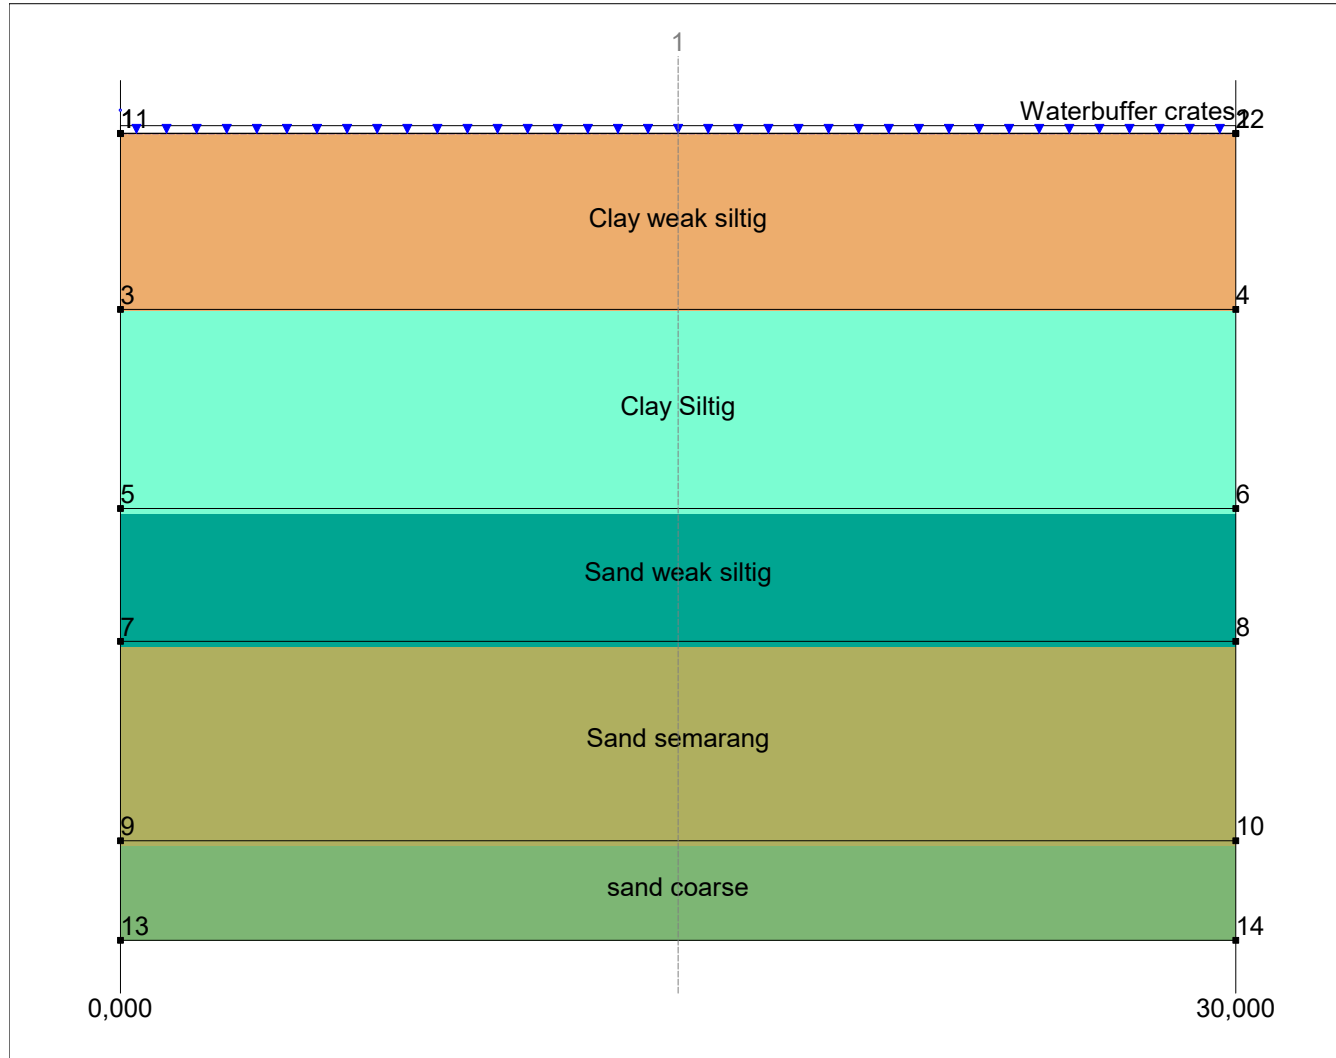 1
Waterbuffer crates
11
12
Clay weak siltig
3
4
Clay Siltig
5
6
Sand weak siltig
7
8
Sand semarang
9
10
sand coarse
13
14
0,000
30,000